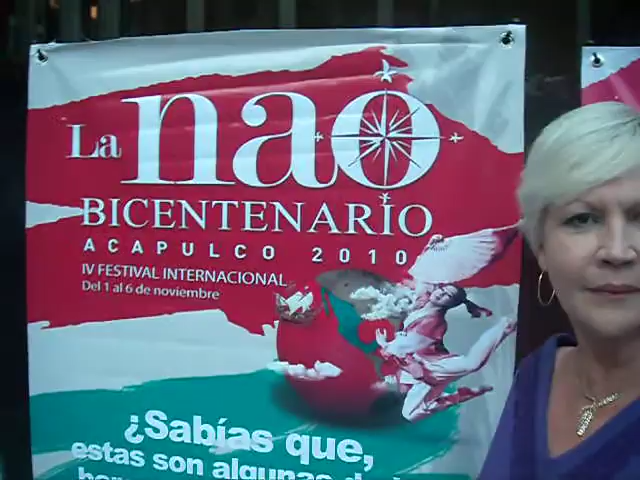 La nao
BICENTENARIO
ACAPULCO 2010
IV FESTIVAL INTERNACIONAL
Del 1 al 6 de noviembre
¿Sabías que,
estas son algunas de